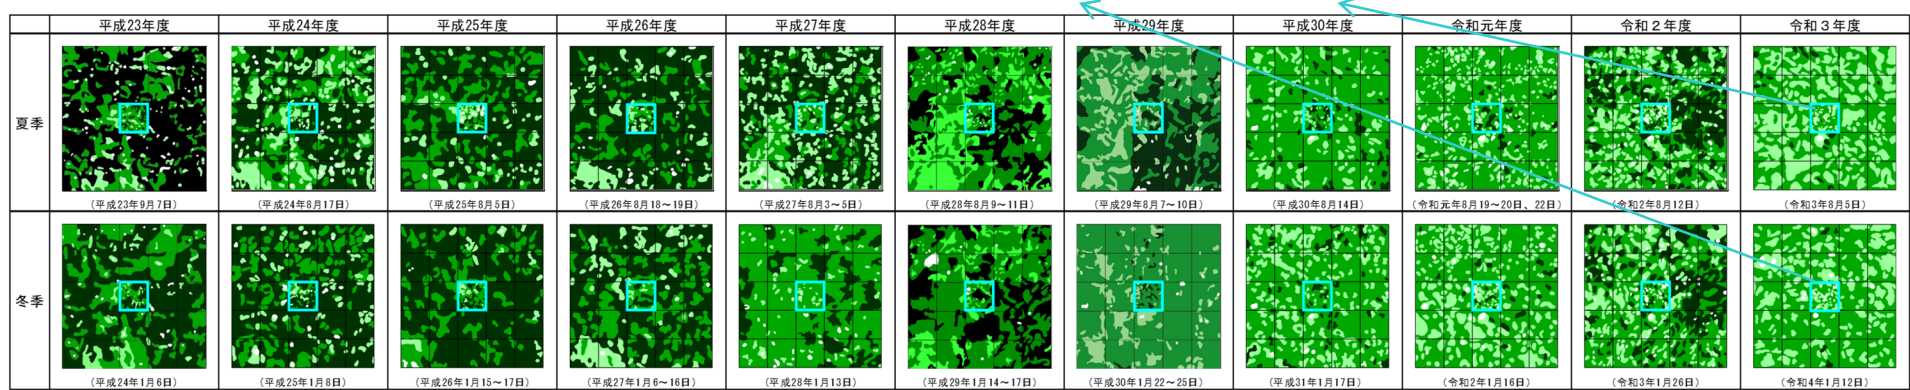 平成23年度 平成24年度 平成25年度 平成26年度 平成27年度 平成28年度 平成29年度 平成30年度 令和元年度 令和２年度 令和３年度
夏季
（平成23年9月7日） （平成24年8月17日） （平成25年8月5日） （平成26年8月18～19日） （平成27年8月3～5日） （平成28年8月9～11日） （平成29年8月7～10日） （平成30年8月14日） （令和元年8月19～20日、22日） （令和2年8月12日） （令和3年8月5日）
冬季
（平成24年1月6日） （平成25年1月8日） （平成26年1月15～17日） （平成27年1月6～16日） （平成28年1月13日） （平成29年1月14～17日） （平成30年1月22～25日） （平成31年1月17日） （令和2年1月16日） （令和3年1月26日） （令和4年1月12日）